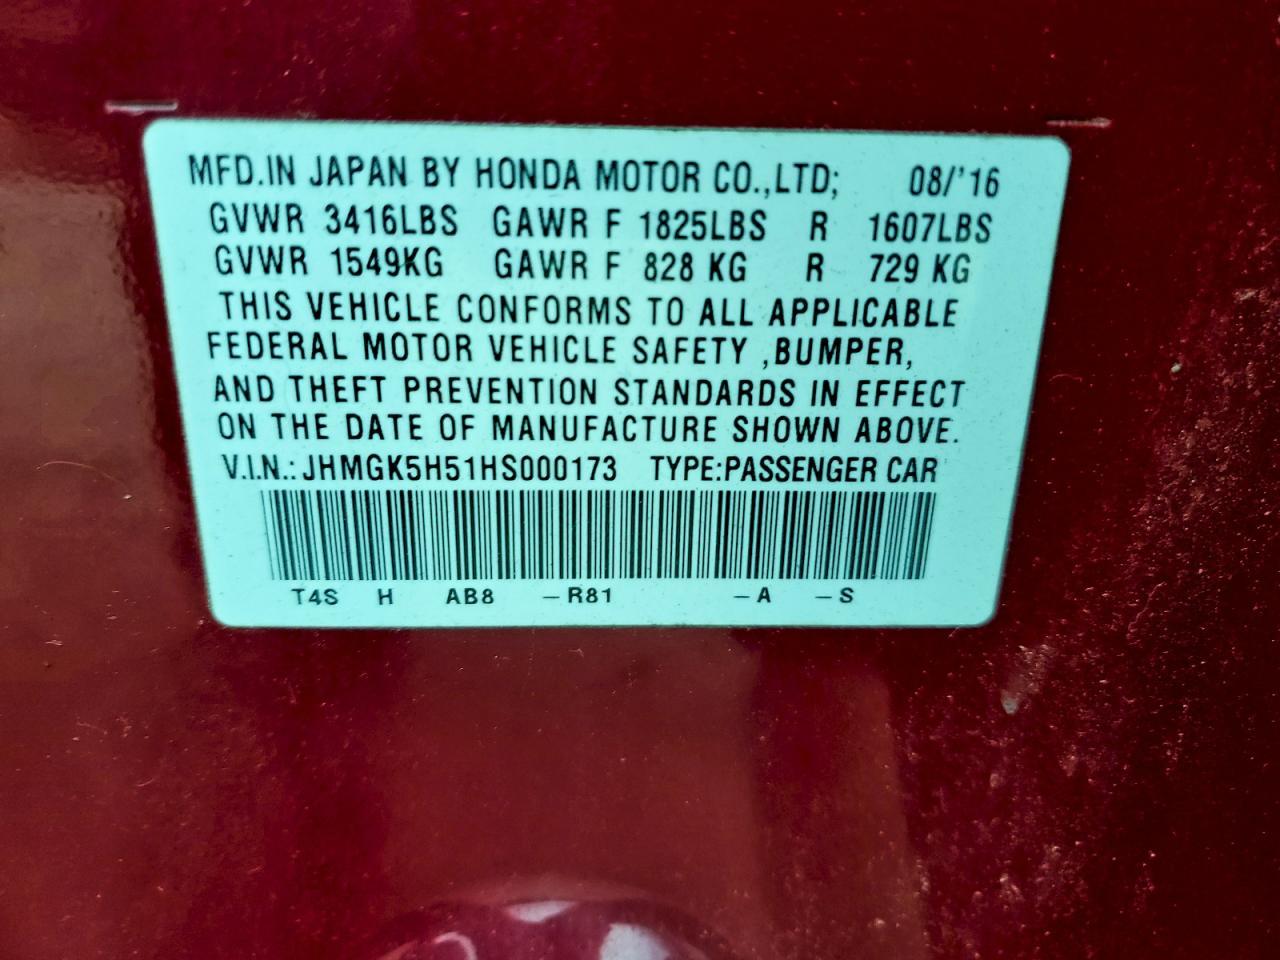 MFD.IN JAPAN BY HONDA MOTOR CO.,LTD; 08/'16
GVWR 3416LBS GAWR F 1825LBS R 1607LBS
GVWR 1549KG GAWR F 828 KG R 729 KG
THIS VEHICLE CONFORMS TO ALL APPLICABLE
FEDERAL MOTOR VEHICLE SAFETY ,BUMPER,
AND THEFT PREVENTION STANDARDS IN EFFECT
ON THE DATE OF MANUFACTURE SHOWN ABOVE.
V.I.N.: JHMGK5H51HS000173 TYPE:PASSENGER CAR
T4S H AB8 -R81 -A -S